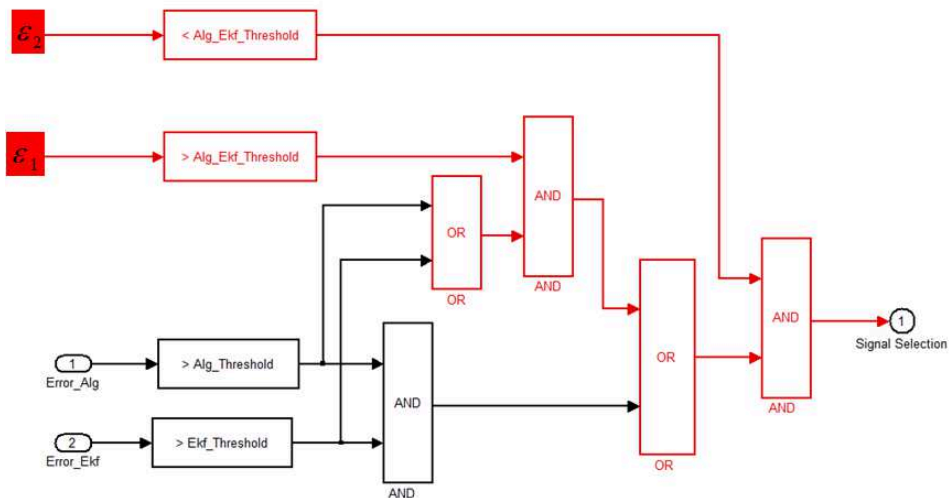 ε₂
< Alg_Ekf_Threshold
ε₁
> Alg_Ekf_Threshold
AND
OR
OR
AND
AND
OR
1
Signal Selection
AND
1
Error_Alg
> Alg_Threshold
AND
2
Error_Ekf
> Ekf_Threshold
OR
AND